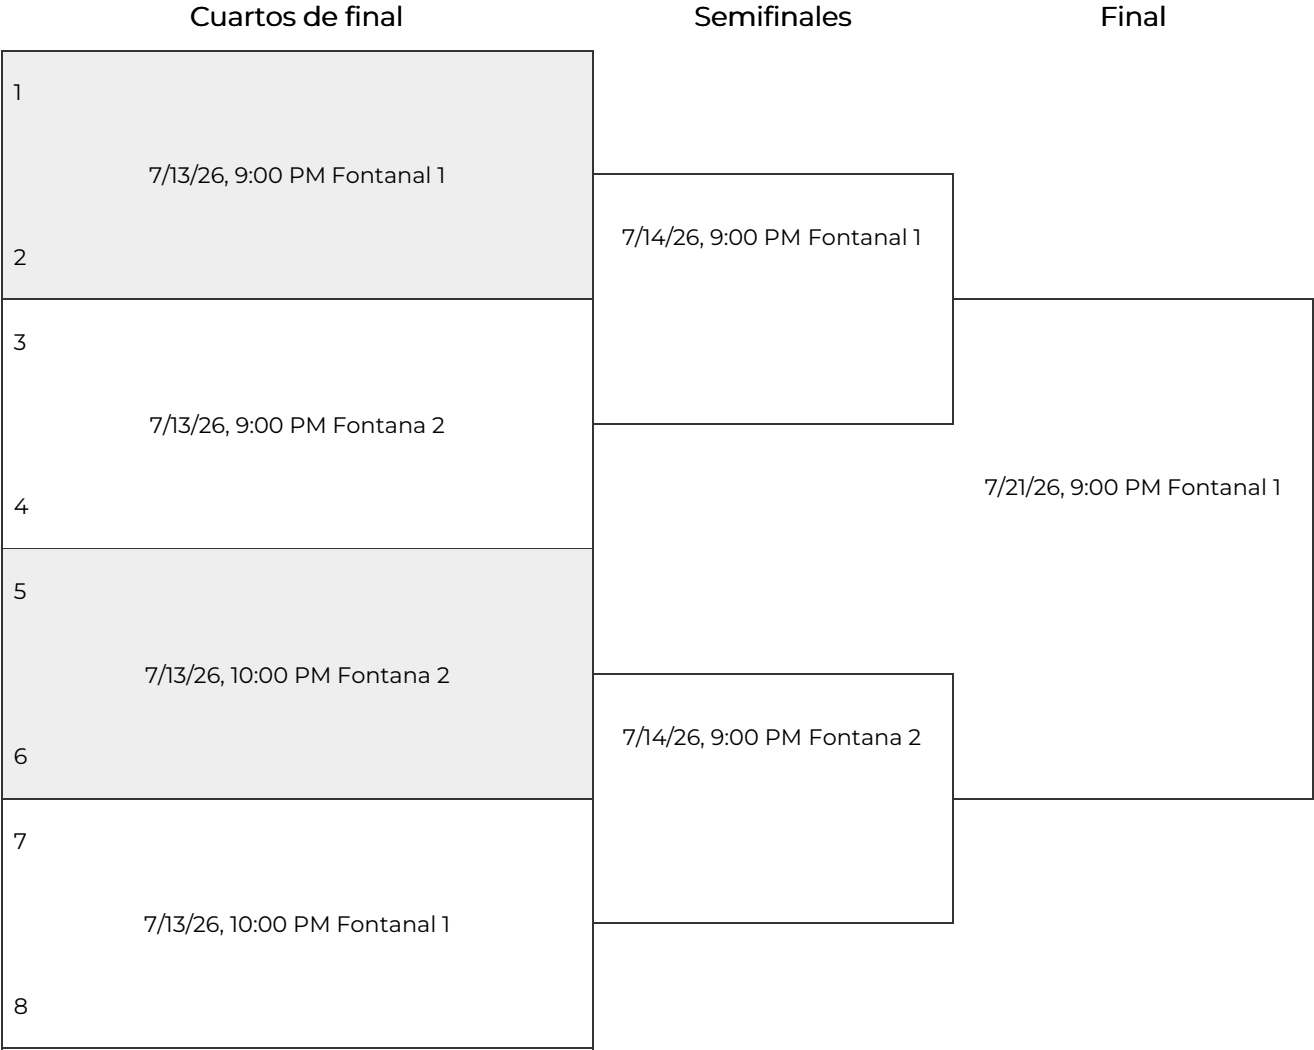 Cuartos de final
Semifinales
Final
1
7/13/26, 9:00 PM Fontanal 1
2
3
7/13/26, 9:00 PM Fontana 2
4
5
7/13/26, 10:00 PM Fontana 2
6
7
7/13/26, 10:00 PM Fontanal 1
8
7/14/26, 9:00 PM Fontanal 1
7/14/26, 9:00 PM Fontana 2
7/21/26, 9:00 PM Fontanal 1